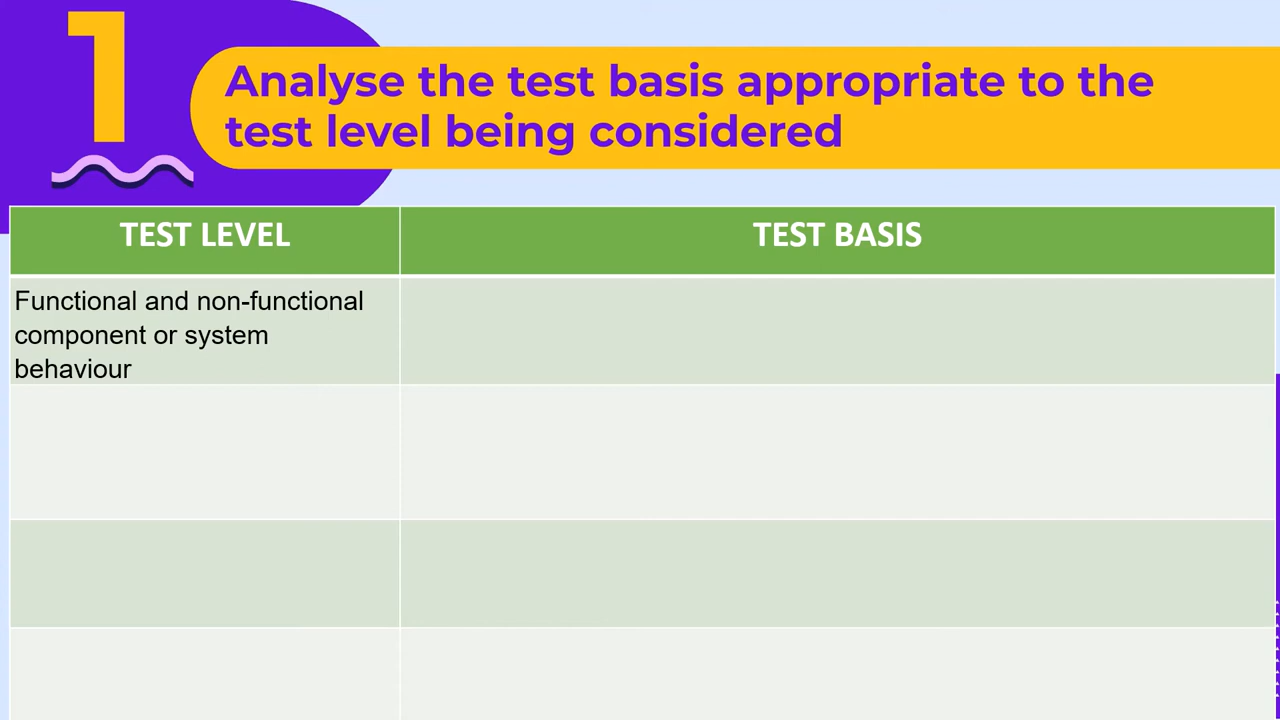 1
Analyse the test basis appropriate to the
test level being considered
TEST LEVEL
TEST BASIS
Functional and non-functional
component or system
behaviour